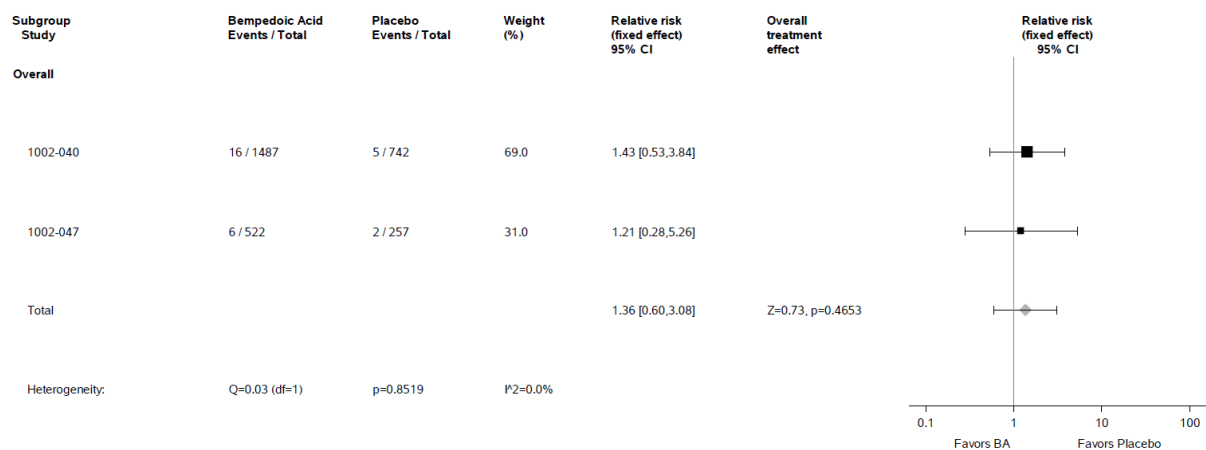 Subgroup Bempedoic Acid Placebo Weight Relative risk Overall Relative risk
Study Events / Total Events / Total (%) (fixed effect) treatment (fixed effect)
95% CI effect 95% CI
Overall
1002-040 16 / 1487 5 / 742 69.0 1.43 [0.53,3.84]
1002-047 6 / 522 2 / 257 31.0 1.21 [0.28,5.26]
Total 1.36 [0.60,3.08] Z=0.73, p=0.4653
Heterogeneity: Q=0.03 (df=1) p=0.8519 I^2=0.0%
0.1 1 10 100
Favors BA Favors Placebo